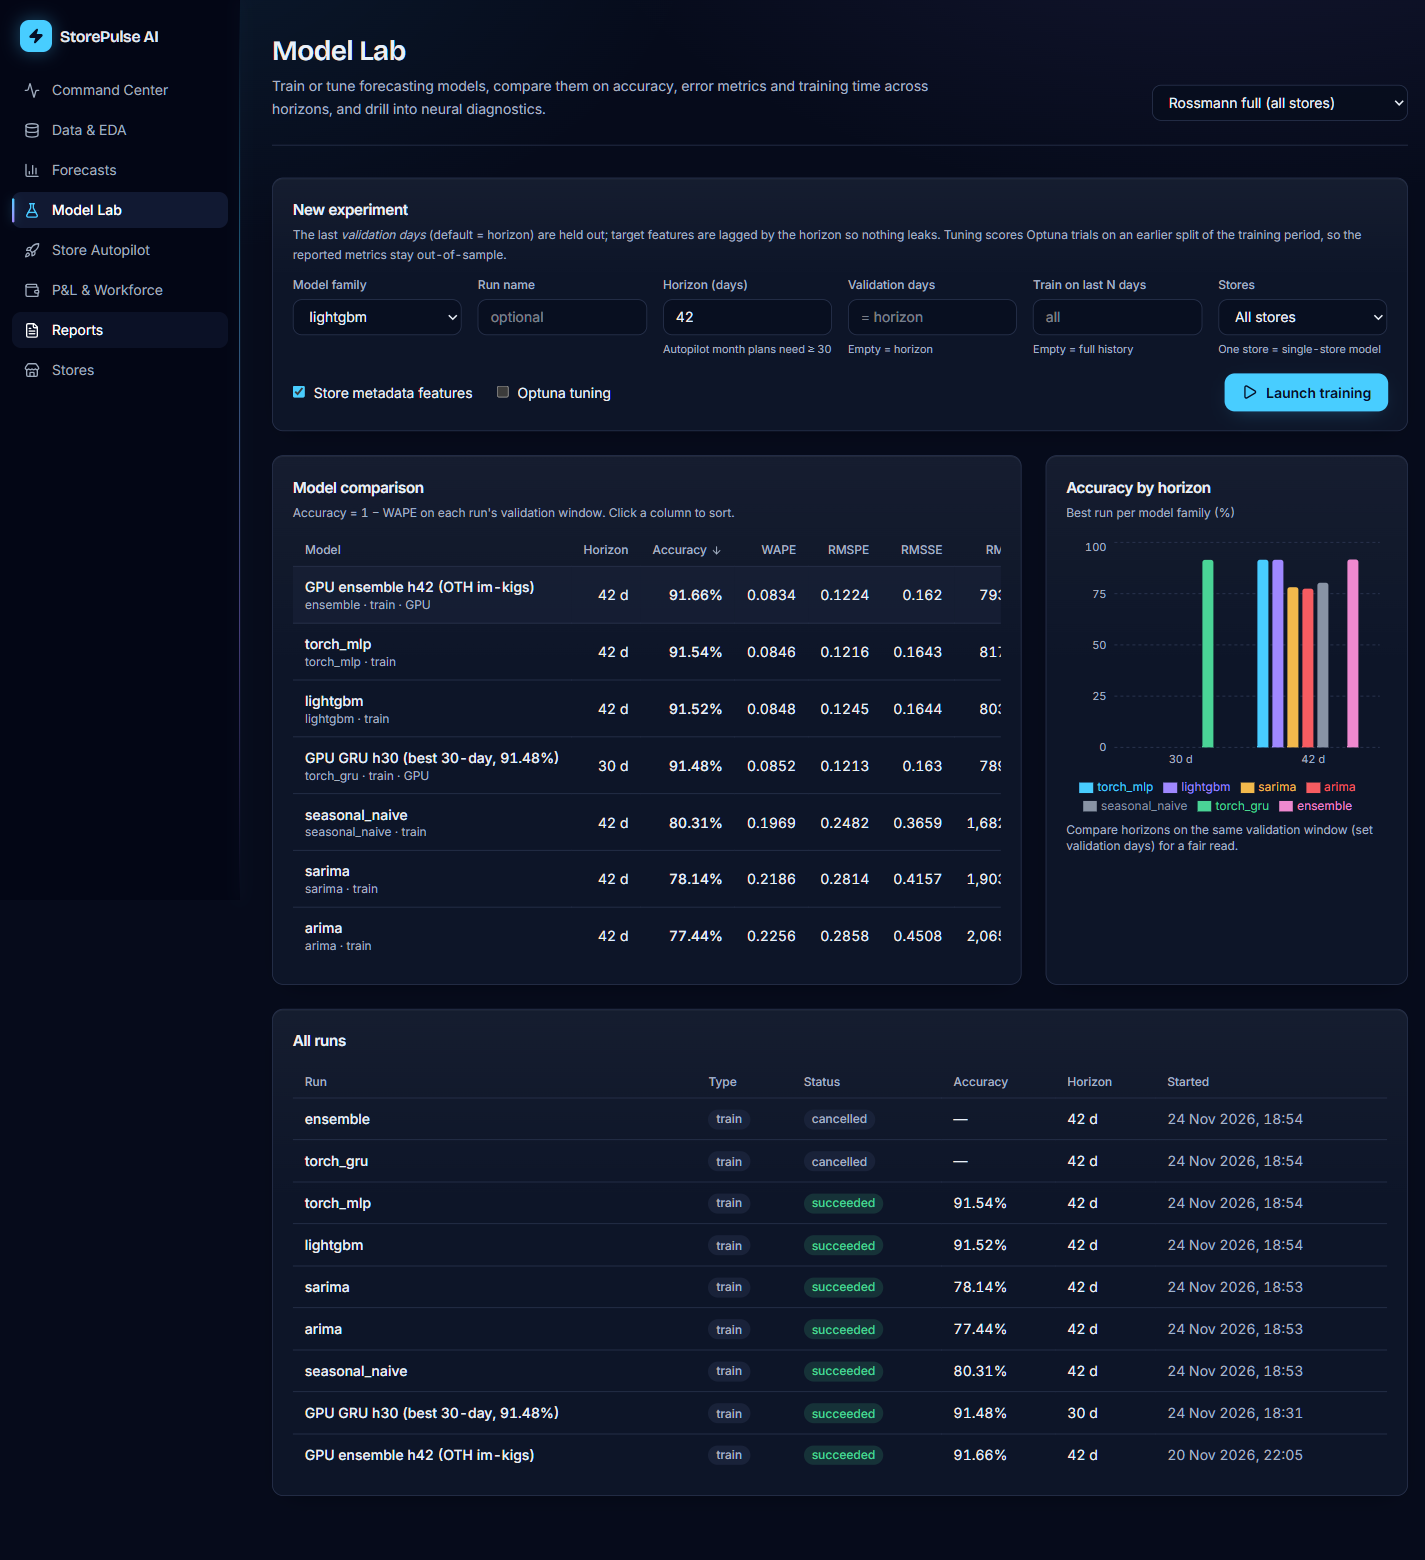 StorePulse AI
Command Center
Data & EDA
Forecasts
Model Lab
Store Autopilot
P&L & Workforce
Reports
Stores
Model Lab
Train or tune forecasting models, compare them on accuracy, error metrics and training time across
horizons, and drill into neural diagnostics.
Rossmann full (all stores)
New experiment
The last validation days (default = horizon) are held out; target features are lagged by the horizon so nothing leaks. Tuning scores Optuna trials on an earlier split of the training period, so the
reported metrics stay out-of-sample.
Model family Run name Horizon (days) Validation days Train on last N days Stores
lightgbm optional 42 = horizon all All stores
Autopilot month plans need ≥ 30 Empty = horizon Empty = full history One store = single-store model
Store metadata features Optuna tuning Launch training
Model comparison
Accuracy = 1 − WAPE on each run's validation window. Click a column to sort.
Model Horizon Accuracy ↓ WAPE RMSPE RMSSE RM
GPU ensemble h42 (OTH im-kigs) 42 d 91.66% 0.0834 0.1224 0.162 793
ensemble · train · GPU
torch_mlp 42 d 91.54% 0.0846 0.1216 0.1643 817
torch_mlp · train
lightgbm 42 d 91.52% 0.0848 0.1245 0.1644 803
lightgbm · train
GPU GRU h30 (best 30-day, 91.48%) 30 d 91.48% 0.0852 0.1213 0.163 789
torch_gru · train · GPU
seasonal_naive 42 d 80.31% 0.1969 0.2482 0.3659 1,682
seasonal_naive · train
sarima 42 d 78.14% 0.2186 0.2814 0.4157 1,903
sarima · train
arima 42 d 77.44% 0.2256 0.2858 0.4508 2,065
arima · train
Accuracy by horizon
Best run per model family (%)
100
75
50
25
0
30 d 42 d
torch_mlp lightgbm sarima arima
seasonal_naive torch_gru ensemble
Compare horizons on the same validation window (set
validation days) for a fair read.
All runs
Run Type Status Accuracy Horizon Started
ensemble train cancelled — 42 d 24 Nov 2026, 18:54
torch_gru train cancelled — 42 d 24 Nov 2026, 18:54
torch_mlp train succeeded 91.54% 42 d 24 Nov 2026, 18:54
lightgbm train succeeded 91.52% 42 d 24 Nov 2026, 18:54
sarima train succeeded 78.14% 42 d 24 Nov 2026, 18:53
arima train succeeded 77.44% 42 d 24 Nov 2026, 18:53
seasonal_naive train succeeded 80.31% 42 d 24 Nov 2026, 18:53
GPU GRU h30 (best 30-day, 91.48%) train succeeded 91.48% 30 d 24 Nov 2026, 18:31
GPU ensemble h42 (OTH im-kigs) train succeeded 91.66% 42 d 20 Nov 2026, 22:05